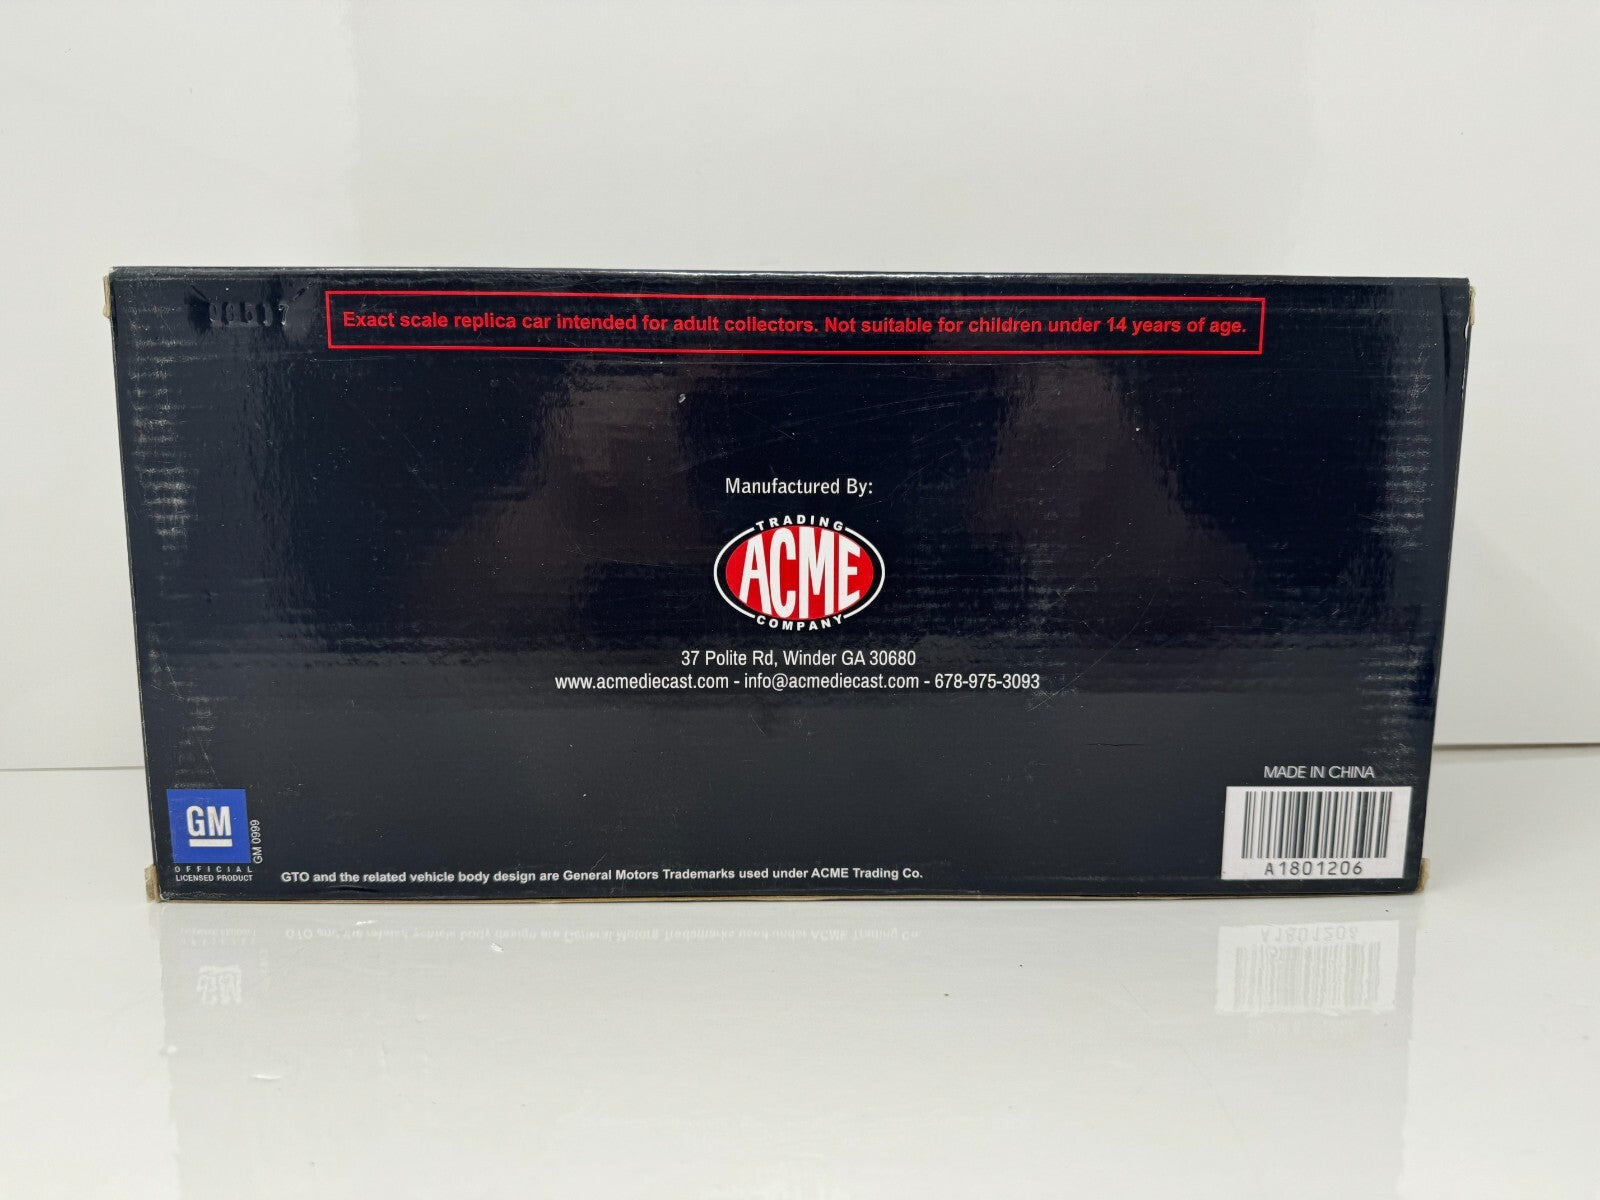 Exact scale replica car intended for adult collectors. Not suitable for children under 14 years of age.
Manufactured By:
TRADING
ACME
COMPANY
37 Polite Rd, Winder GA 30680
www.acmediecast.com - info@acmediecast.com - 678-975-3093
MADE IN CHINA
A1801206
GM
GM 0999
OFFICIAL
LICENSED PRODUCT
GTO and the related vehicle body design are General Motors Trademarks used under ACME Trading Co.